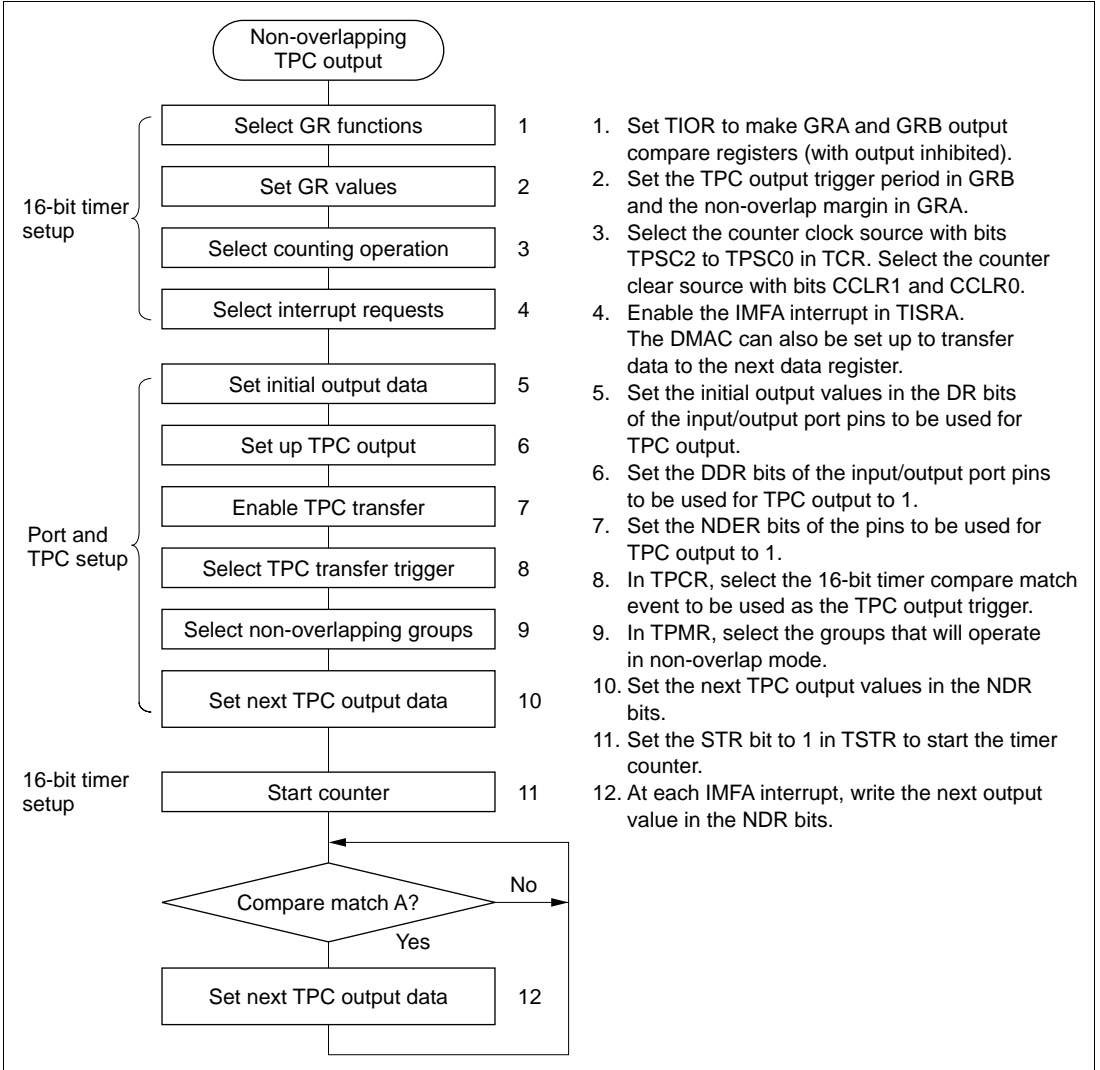 Non-overlapping
TPC output
16-bit timer
setup
Select GR functions 1
Set GR values 2
Select counting operation 3
Select interrupt requests 4
Port and
TPC setup
Set initial output data 5
Set up TPC output 6
Enable TPC transfer 7
Select TPC transfer trigger 8
Select non-overlapping groups 9
Set next TPC output data 10
16-bit timer
setup
Start counter 11
Compare match A?
No
Yes
Set next TPC output data 12
1. Set TIOR to make GRA and GRB output
compare registers (with output inhibited).
2. Set the TPC output trigger period in GRB
and the non-overlap margin in GRA.
3. Select the counter clock source with bits
TPSC2 to TPSC0 in TCR. Select the counter
clear source with bits CCLR1 and CCLR0.
4. Enable the IMFA interrupt in TISRA.
The DMAC can also be set up to transfer
data to the next data register.
5. Set the initial output values in the DR bits
of the input/output port pins to be used for
TPC output.
6. Set the DDR bits of the input/output port pins
to be used for TPC output to 1.
7. Set the NDER bits of the pins to be used for
TPC output to 1.
8. In TPCR, select the 16-bit timer compare match
event to be used as the TPC output trigger.
9. In TPMR, select the groups that will operate
in non-overlap mode.
10. Set the next TPC output values in the NDR
bits.
11. Set the STR bit to 1 in TSTR to start the timer
counter.
12. At each IMFA interrupt, write the next output
value in the NDR bits.